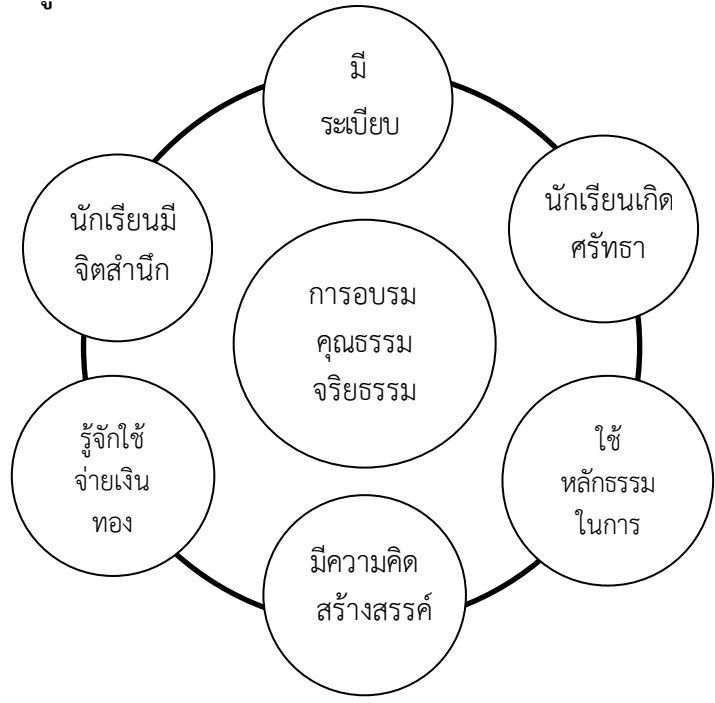 มี
ระเบียบ
นักเรียนเกิด
ศรัทธา
ใช้
หลักธรรม
ในการ
มีความคิด
สร้างสรรค์
รู้จักใช้
จ่ายเงิน
ทอง
นักเรียนมี
จิตสำนึก
การอบรม
คุณธรรม
จริยธรรม